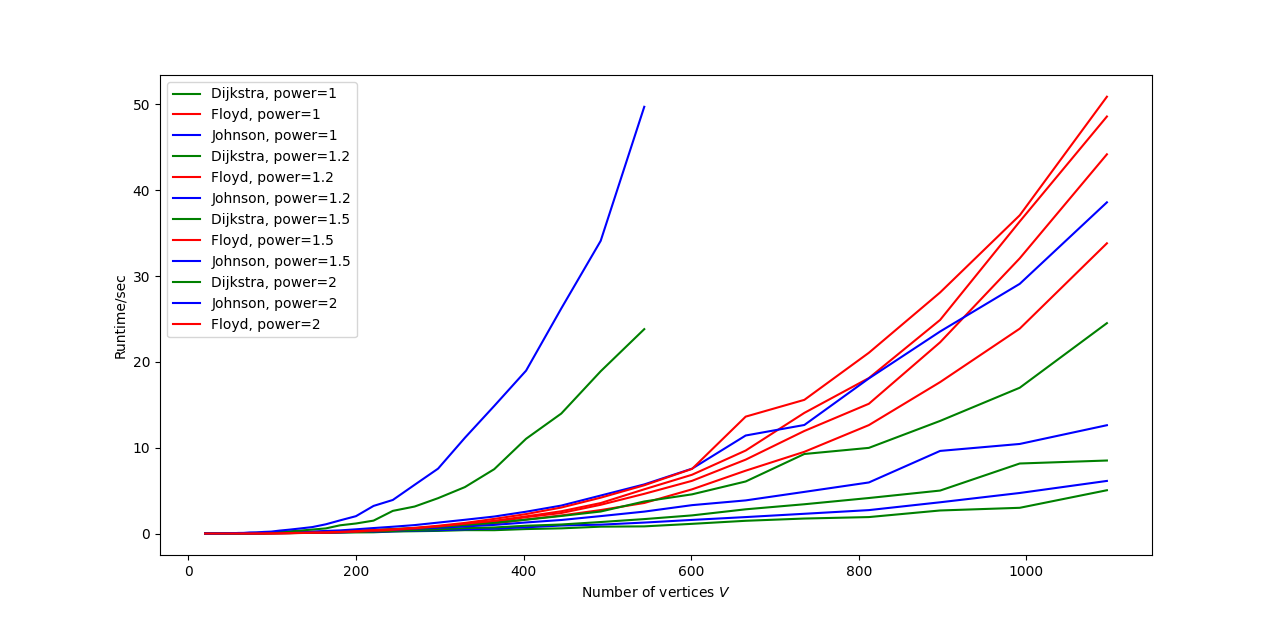 Dijkstra, power=1
Floyd, power=1
Johnson, power=1
Dijkstra, power=1.2
Floyd, power=1.2
Johnson, power=1.2
Dijkstra, power=1.5
Floyd, power=1.5
Johnson, power=1.5
Dijkstra, power=2
Johnson, power=2
Floyd, power=2
50
40
30
20
10
0
Runtime/sec
0 200 400 600 800 1000
Number of vertices V